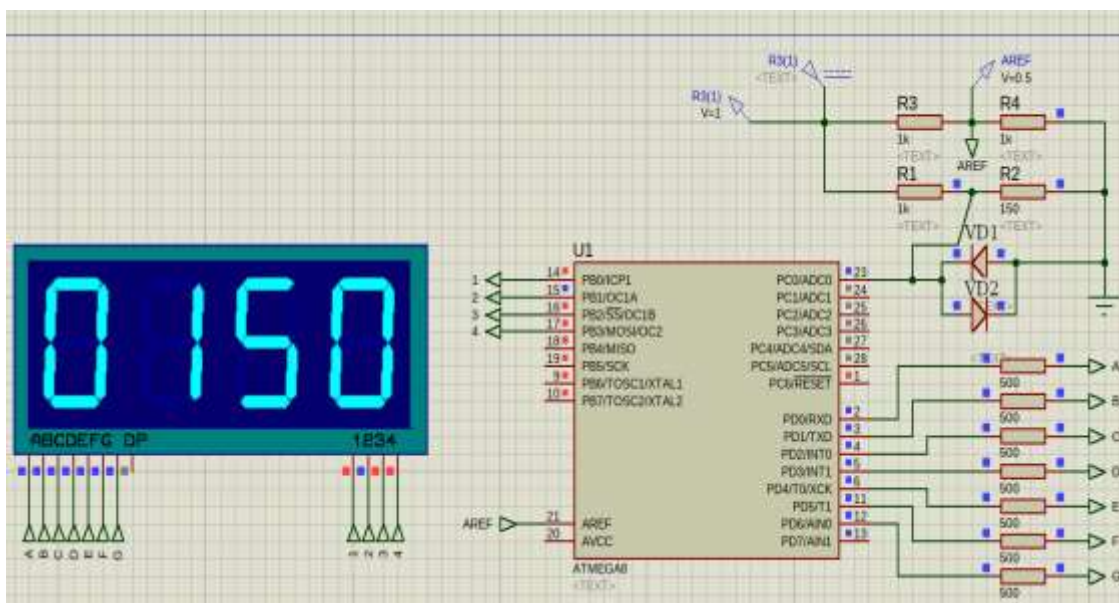 R3(1)
<TEXT>
AREF
V=0.5
R3(1)
V=1
R3
R4
1k
<TEXT>
1k
<TEXT>
AREF
R1
R2
1k
<TEXT>
150
<TEXT>
VD1
VD2
0150
ABCDEFG DP
1234
A
B
C
D
E
F
G
1
2
3
4
U1
1
14
PB0/ICP1
PC0/ADC0
23
2
15
PB1/OC1A
PC1/ADC1
24
3
16
PB2/SS/OC1B
PC2/ADC2
25
4
17
PB3/MOSI/OC2
PC3/ADC3
26
18
PB4/MISO
PC4/ADC4/SDA
27
19
PB5/SCK
PC5/ADC5/SCL
28
9
PB6/TOSC1/XTAL1
PC6/RESET
1
10
PB7/TOSC2/XTAL2
PD0/RXD
2
PD1/TXD
3
PD2/INT0
4
PD3/INT1
5
PD4/T0/XCK
6
PD5/T1
11
AREF
21
AREF
PD6/AIN0
12
20
AVCC
PD7/AIN1
13
ATMEGA8
<TEXT>
500
A
500
B
500
C
500
D
500
E
500
F
500
G